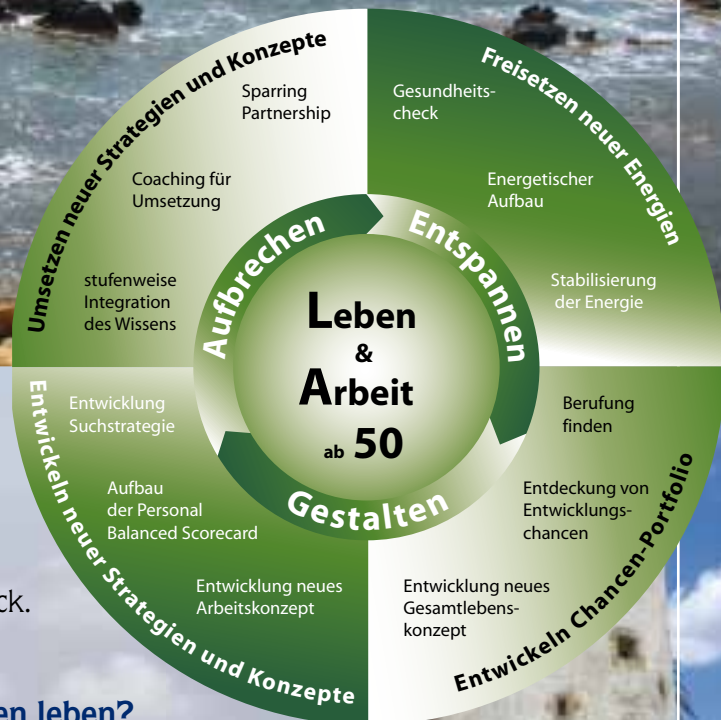 Umsetzen neuer Strategien und Konzepte
Sparring
Partnership
Coaching für
Umsetzung
stufenweise
Integration
des Wissens
Freisetzen neuer Energien
Gesundheits-
check
Energetischer
Aufbau
Stabilisierung
der Energie
Aufbrechen
Entspannen
Gestalten
Leben
&
Arbeit
ab 50
Entwickeln Chancen-Portfolio
Berufung
finden
Entdeckung von
Entwicklungs-
chancen
Entwicklung neues
Gesamtlebens-
konzept
Entwickeln neuer Strategien und Konzepte
Entwicklung
Suchstrategie
Aufbau
der Personal
Balanced Scorecard
Entwicklung neues
Arbeitskonzept
ck.
en leben?